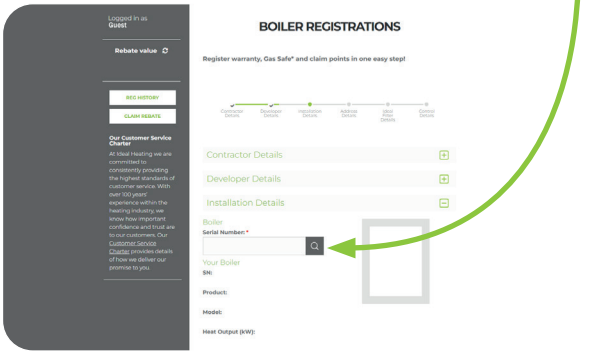 Logged in as
Guest
Rebate value
REG HISTORY
CLAIM REBATE
Our Customer Service
Charter
At Ideal Heating we are
committed to
consistently providing
the highest standards of
customer service. With
over 100 years'
experience within the
heating industry, we
know how important
confidence and trust are
to our customers. Our
Customer Service
Charter provides details
of how we deliver our
promise to you.
BOILER REGISTRATIONS
Register warranty, Gas Safe* and claim points in one easy step!
Contractor Details
Developer Details
Installation Details
Address Details
Ideal Point Details
Control Details
Contractor Details
Developer Details
Installation Details
Boiler
Serial Number: *
Your Boiler
SN:
Product:
Model:
Heat Output (kW):